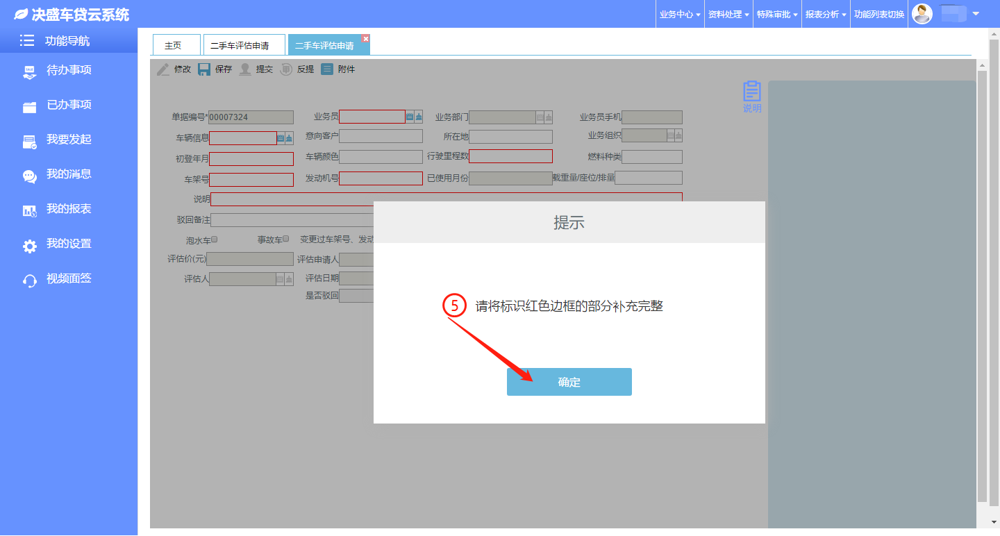 决盛车贷云系统
业务中心 资料处理 特殊审批 报表分析 功能列表切换
功能导航
待办事项
已办事项
我要发起
我的消息
我的报表
我的设置
视频面签
主页 二手车评估申请 二手车评估申请
修改 保存 提交 反提 附件
说明
单据编号*00007324 业务员 业务部门 业务员手机
车辆信息 意向客户 所在地 业务组织
初登年月 车辆颜色 行驶里程数 燃料种类
车架号 发动机号 已使用月份 载重量/座位/排量
说明
驳回备注
泡水车 事故车 变更过车架号、发动
评估价(元) 评估申请人
评估人 评估日期
是否驳回
提示
5 请将标识红色边框的部分补充完整
确定